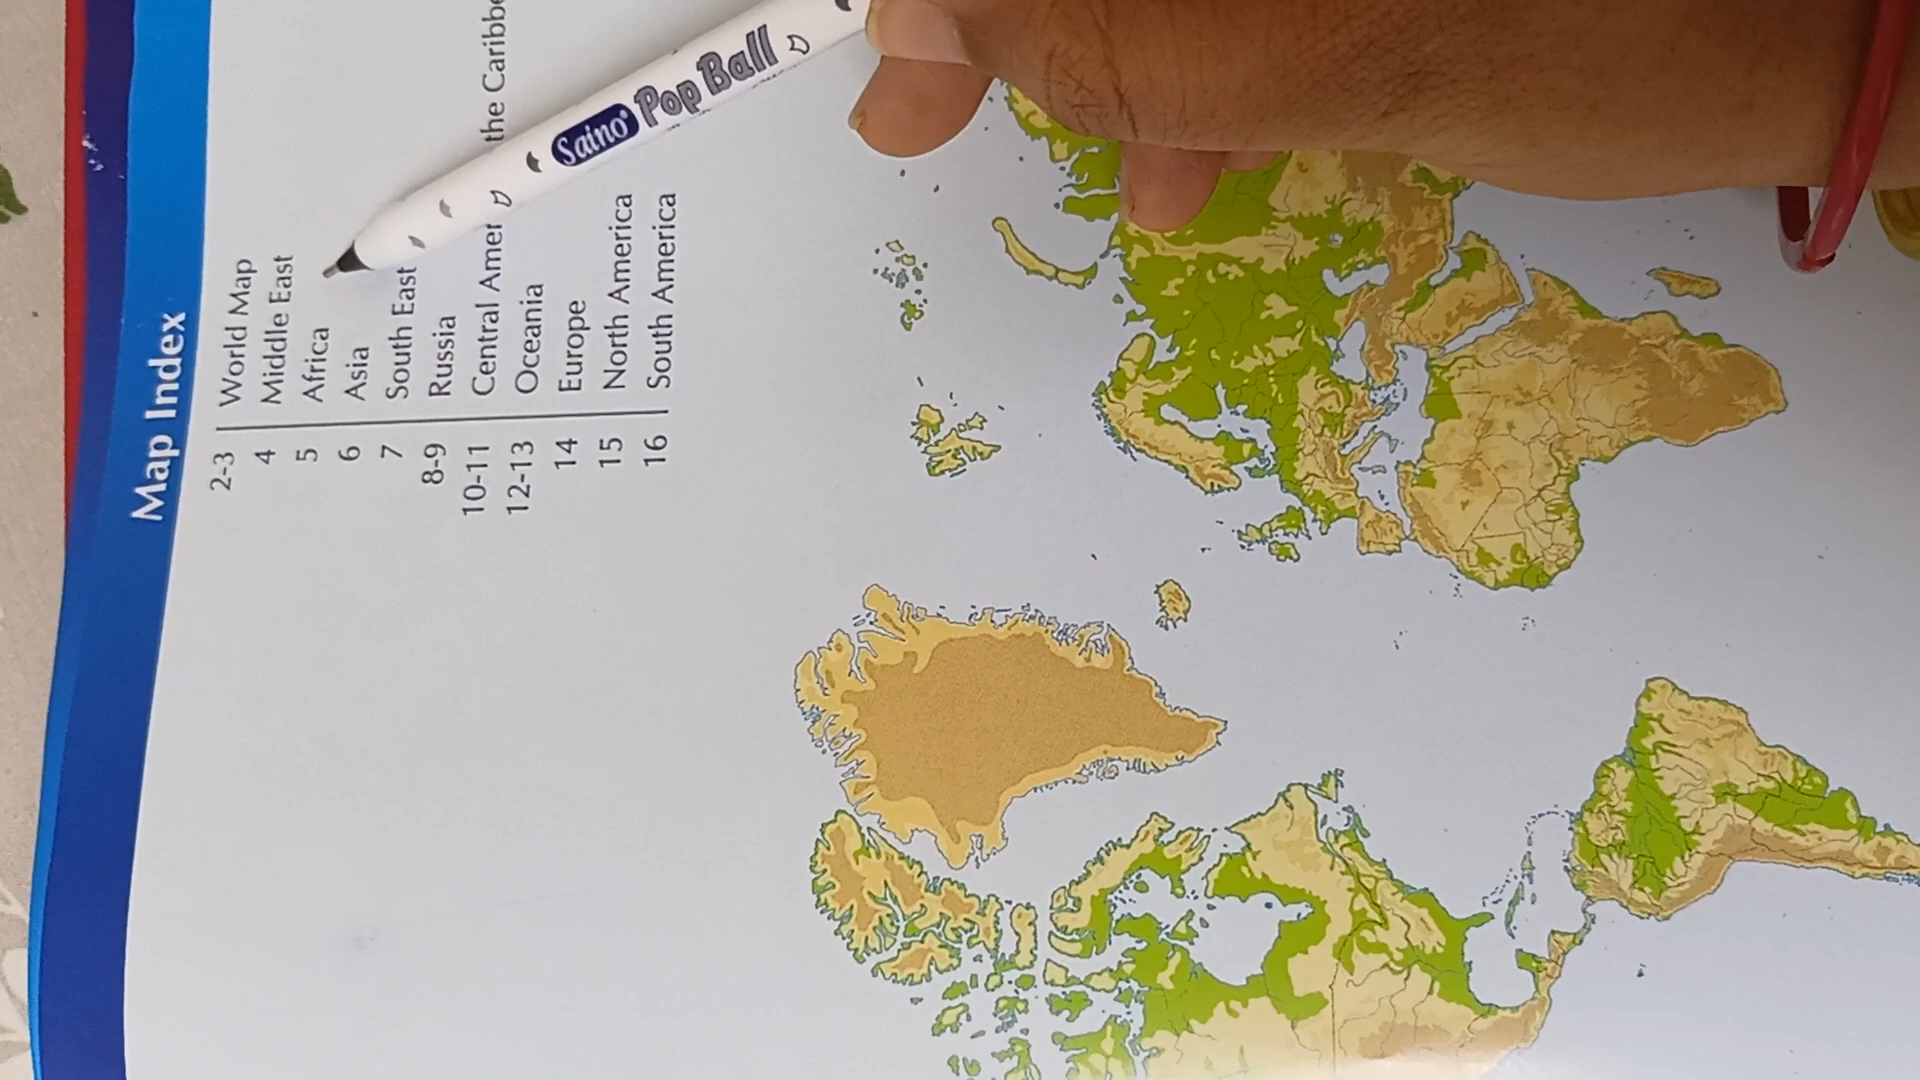 Map Index
2-3 World Map
4 Middle East
5 Africa
6 Asia
7 South East
8-9 Russia
10-11 Central Amer the Caribbe
12-13 Oceania
14 Europe
15 North America
16 South America
Saino Pop Ball